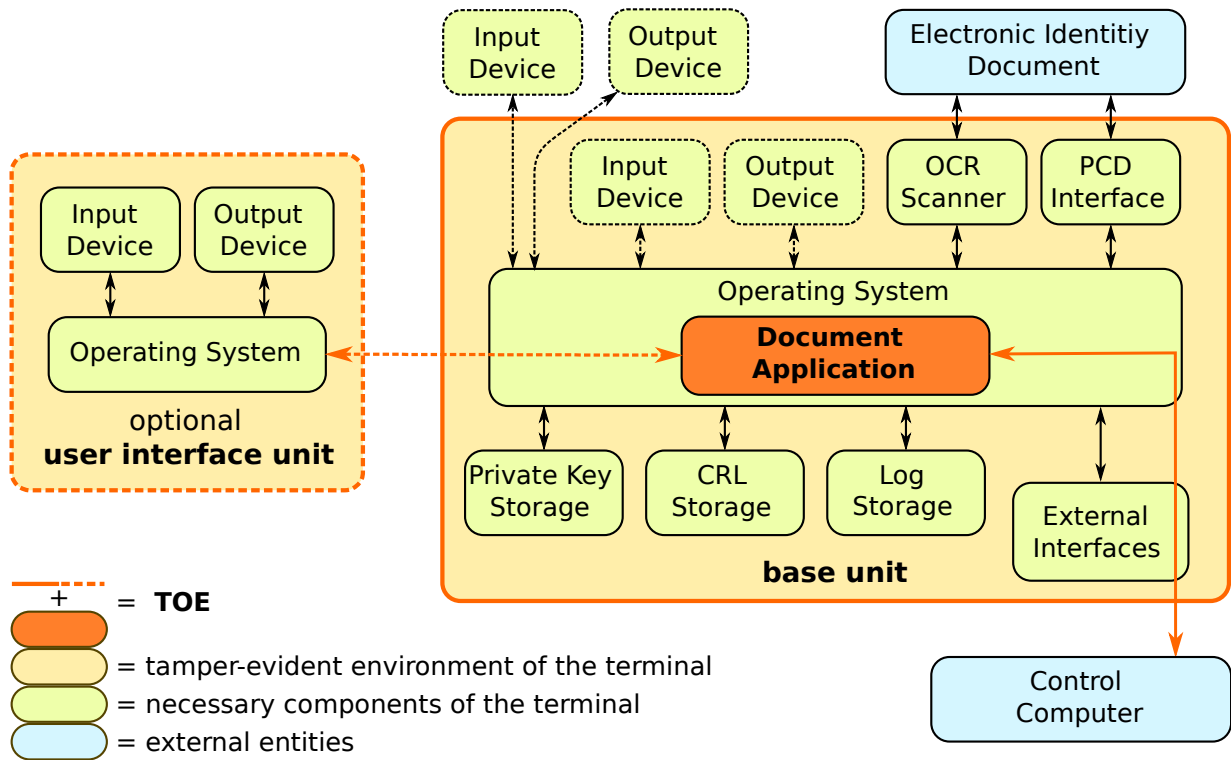 Input
Device
Output
Device
Electronic Identitiy
Document
Input
Device
Output
Device
OCR
Scanner
PCD
Interface
Input
Device
Output
Device
Operating System
Document
Application
Operating System
optional
user interface unit
Private Key
Storage
CRL
Storage
Log
Storage
External
Interfaces
base unit
+
= TOE
= tamper-evident environment of the terminal
= necessary components of the terminal
= external entities
Control
Computer